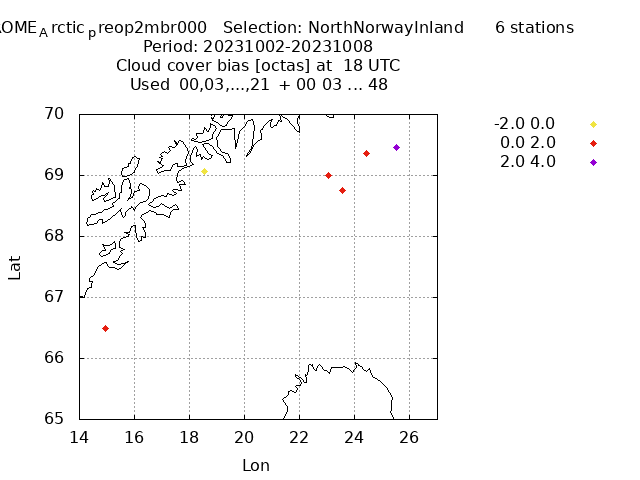 ROME_Arctic_preop2mbr000 Selection: NorthNorwayInland 6 stations
Period: 20231002-20231008
Cloud cover bias [octas] at 18 UTC
Used 00,03,...,21 + 00 03 ... 48
-2.0 0.0
0.0 2.0
2.0 4.0
70
69
68
67
66
65
Lat
14 16 18 20 22 24 26
Lon